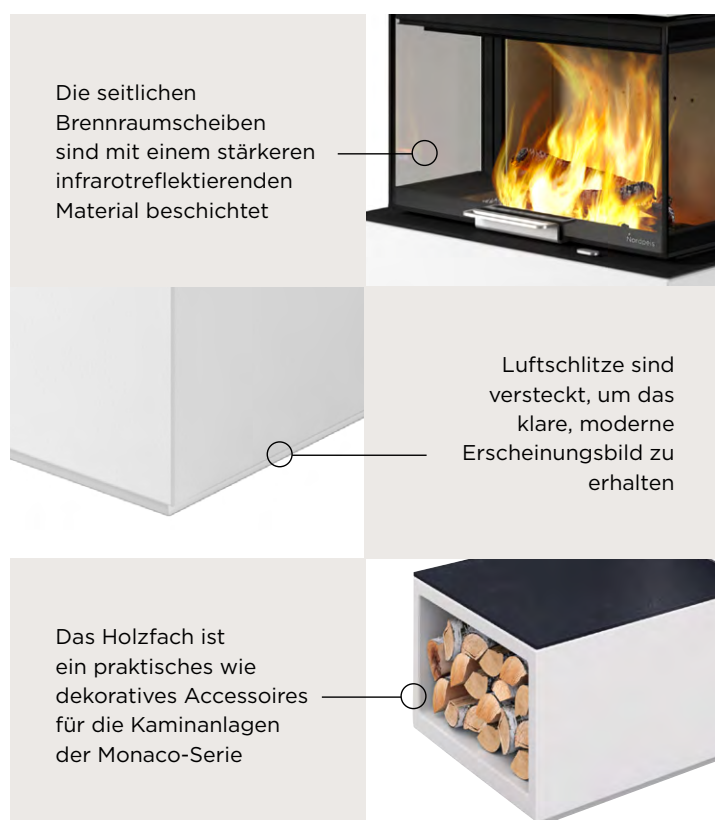 Die seitlichen
Brennraumscheiben
sind mit einem stärkeren
infrarotreflektierenden
Material beschichtet
Nordpeis
Luftschlitze sind
versteckt, um das
klare, moderne
Erscheinungsbild zu
erhalten
Das Holzfach ist
ein praktisches wie
dekoratives Accessoires
für die Kaminanlagen
der Monaco-Serie